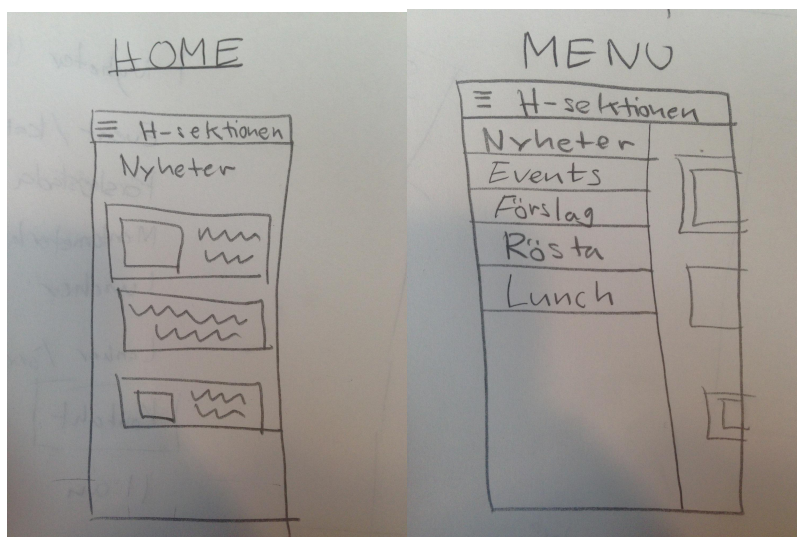 HOME
H-sektionen
Nyheter
MENU
H-sektionen
Nyheter
Events
Förslag
Rösta
Lunch